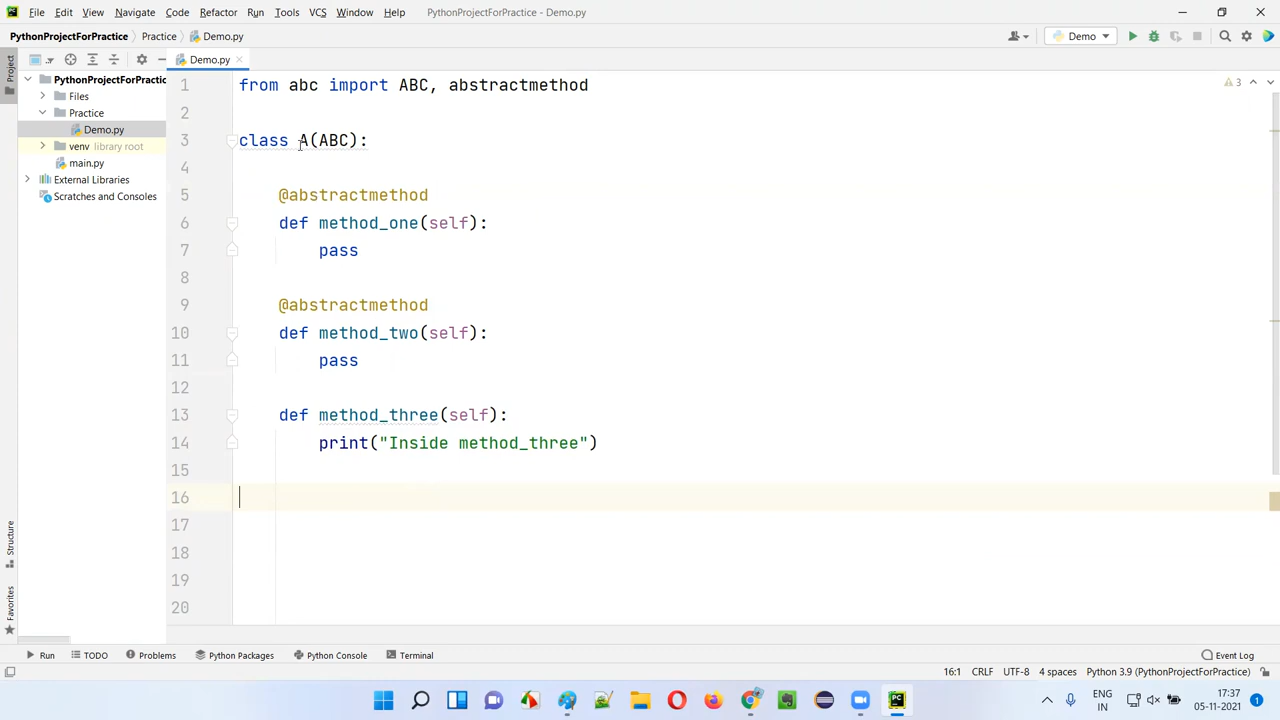 File Edit View Navigate Code Refactor Run Tools VCS Window Help PythonProjectForPractice - Demo.py
PythonProjectForPractice Practice Demo.py Demo
Project Demo.py
PythonProjectForPractic
Files
Practice
Demo.py
venv library root
main.py
External Libraries
Scratches and Consoles
1 from abc import ABC, abstractmethod
2
3 class A(ABC):
4
5 @abstractmethod
6 def method_one(self):
7 pass
8
9 @abstractmethod
10 def method_two(self):
11 pass
12
13 def method_three(self):
14 print("Inside method_three")
15
16
17
18
19
20
3
Structure
Favorites
Run TODO Problems Python Packages Python Console Terminal Event Log
16:1 CRLF UTF-8 4 spaces Python 3.9 (PythonProjectForPractice)
PC
ENG
IN
17:37
05-11-2021
1